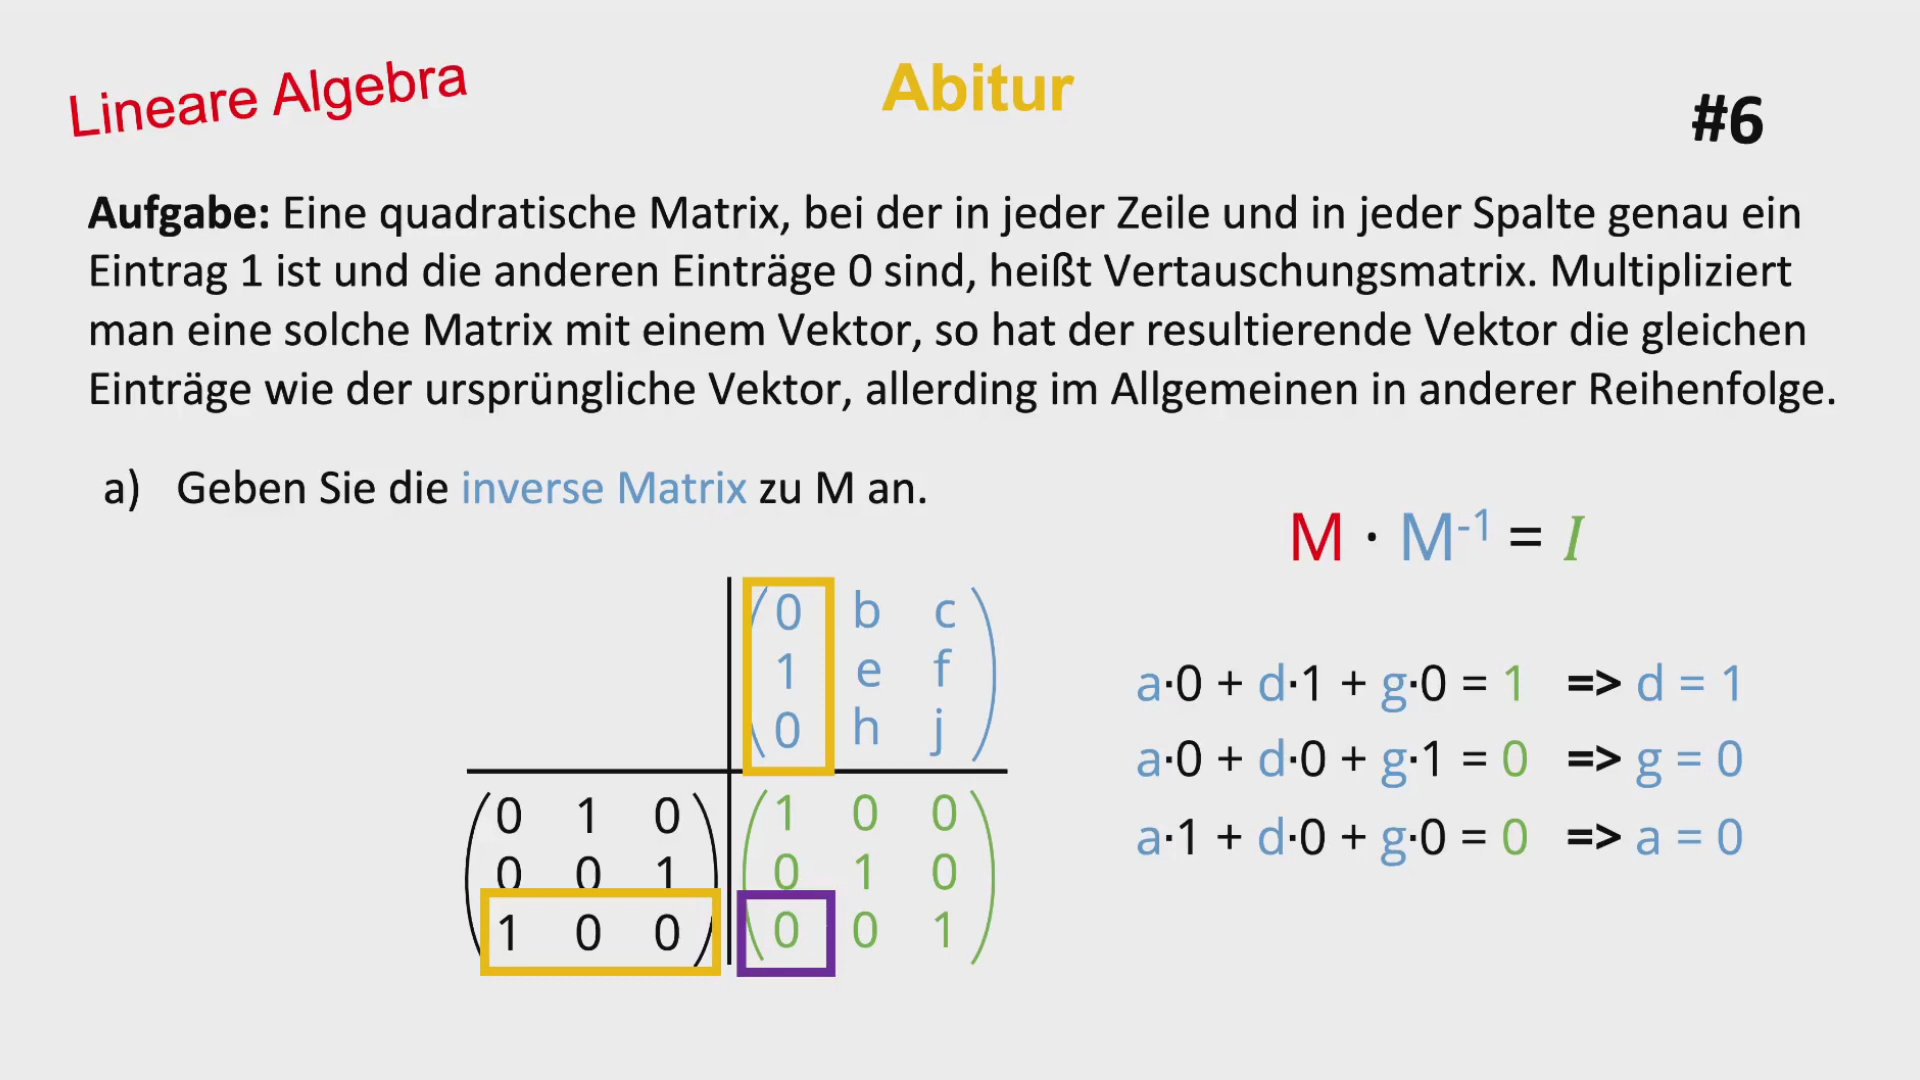 Lineare Algebra
Abitur
#6
Aufgabe: Eine quadratische Matrix, bei der in jeder Zeile und in jeder Spalte genau ein
Eintrag 1 ist und die anderen Einträge 0 sind, heißt Vertauschungsmatrix. Multipliziert
man eine solche Matrix mit einem Vektor, so hat der resultierende Vektor die gleichen
Einträge wie der ursprüngliche Vektor, allerding im Allgemeinen in anderer Reihenfolge.
a) Geben Sie die inverse Matrix zu M an.
M · M⁻¹ = I
0 b c
1 e f
0 h j
0 1 0
0 0 1
1 0 0
1 0 0
0 1 0
0 0 1
a·0 + d·1 + g·0 = 1 => d = 1
a·0 + d·0 + g·1 = 0 => g = 0
a·1 + d·0 + g·0 = 0 => a = 0